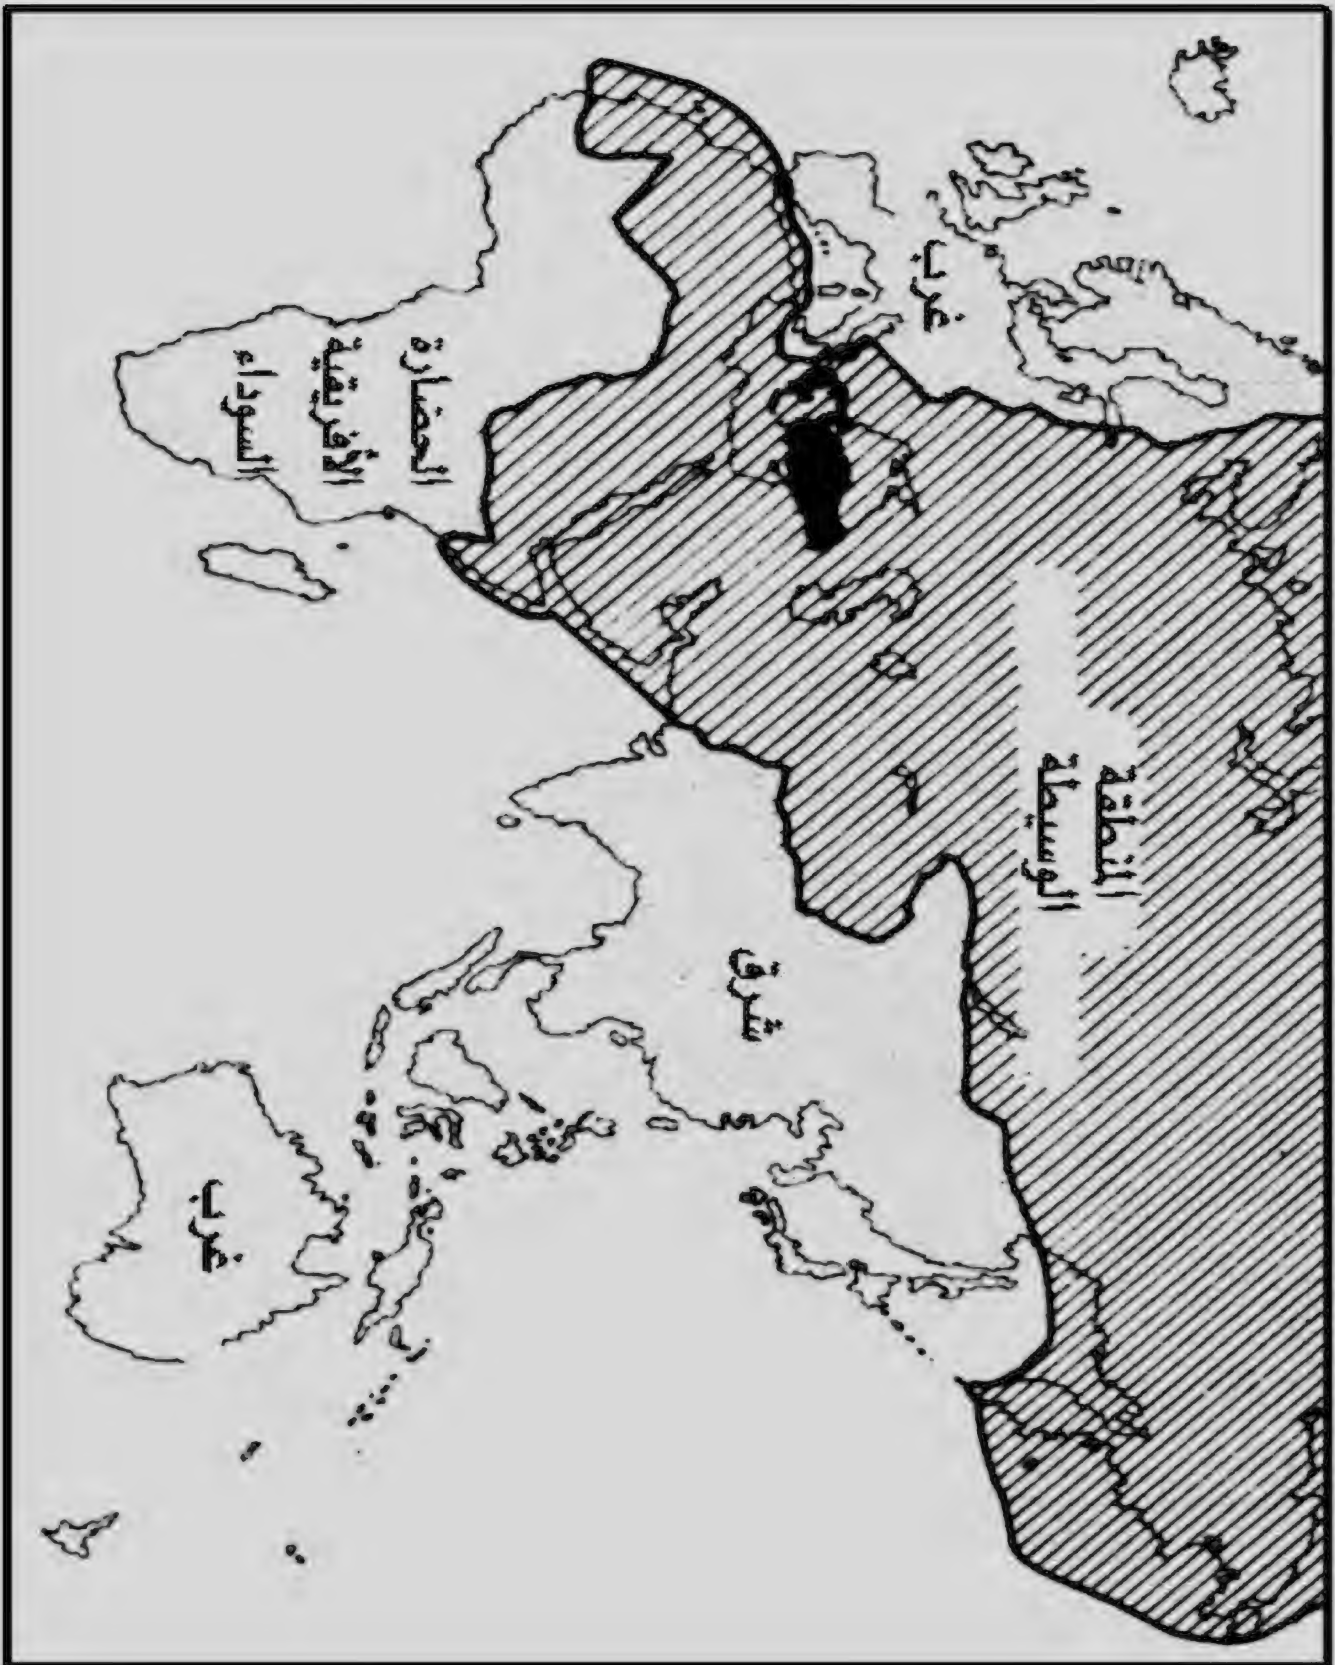 غرب
المنطقة
الوسيطة
شرق
الحضارة
الأفريقية
السوداء
غرب